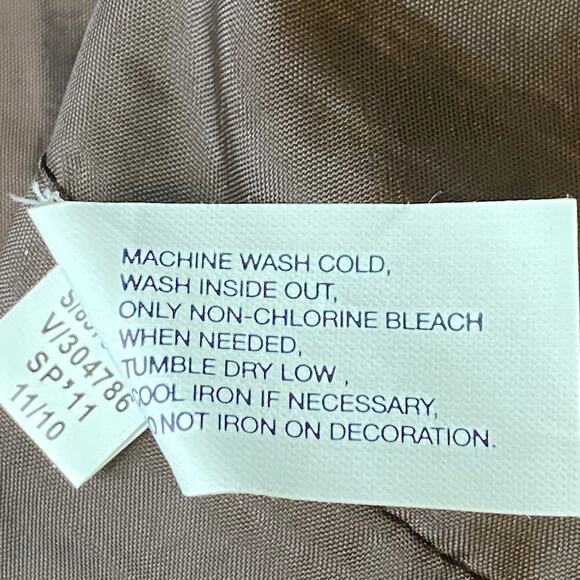 MACHINE WASH COLD,
WASH INSIDE OUT,
ONLY NON-CHLORINE BLEACH
WHEN NEEDED,
TUMBLE DRY LOW ,
COOL IRON IF NECESSARY,
DO NOT IRON ON DECORATION.
V/304786
SP'11
11/10